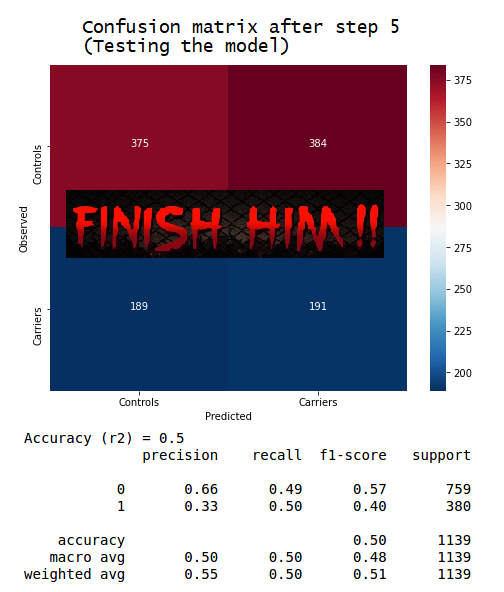 Confusion matrix after step 5
(Testing the model)
375
384
375
350
325
300
275
250
225
200
Controls
Carriers
Observed
FINISH HIM !!
189
191
Controls
Carriers
Predicted
Accuracy (r2) = 0.5
precision recall f1-score support
0 0.66 0.49 0.57 759
1 0.33 0.50 0.40 380
accuracy 0.50 1139
macro avg 0.50 0.50 0.48 1139
weighted avg 0.55 0.50 0.51 1139